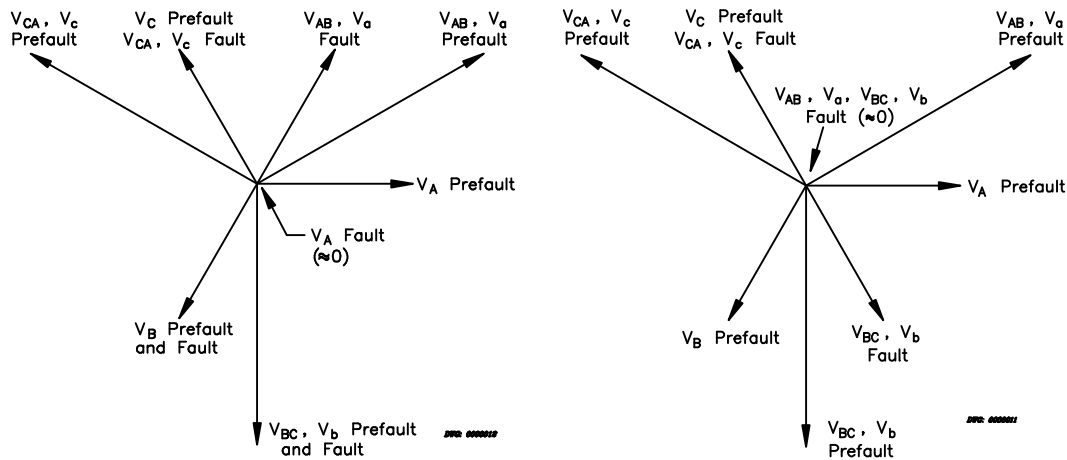 V_CA , V_c
Prefault
V_C Prefault
V_CA , V_c Fault
V_AB , V_a
Fault
V_AB , V_a
Prefault
V_A Prefault
V_A Fault
(≈0)
V_B Prefault
and Fault
V_BC , V_b Prefault
and Fault
V_CA , V_c
Prefault
V_C Prefault
V_CA , V_c Fault
V_AB , V_a
Prefault
V_AB , V_a , V_BC , V_b
Fault (≈0)
V_A Prefault
V_B Prefault
V_BC , V_b
Fault
V_BC , V_b
Prefault